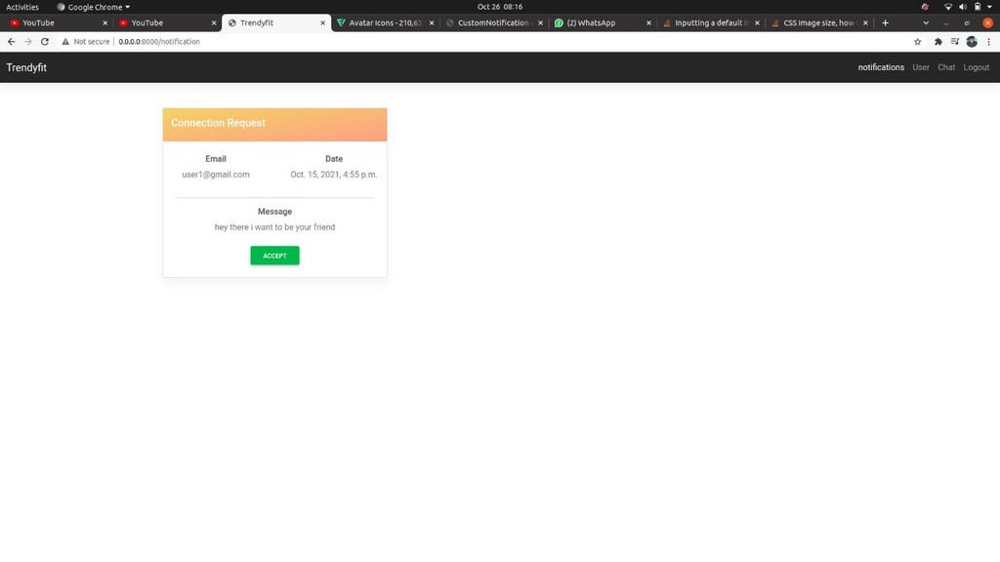 Activities Google Chrome Oct 26 08:16
YouTube YouTube Trendyfit Avatar Icons - 210,63 CustomNotification (2) WhatsApp Inputting a default i CSS Image size, how
Not secure 0.0.0.0:8000/notification
Trendyfit notifications User Chat Logout
Connection Request
Email Date
user1@gmail.com Oct. 15, 2021, 4:55 p.m.
Message
hey there i want to be your friend
ACCEPT